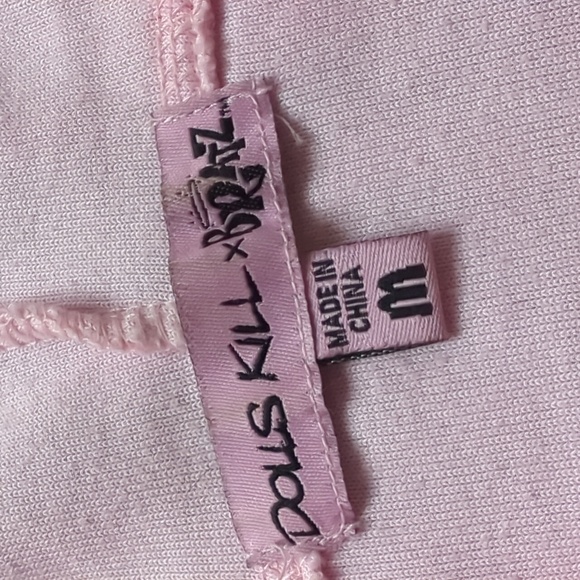 DOLLS KILL x BRATZ
MADE IN
CHINA
M